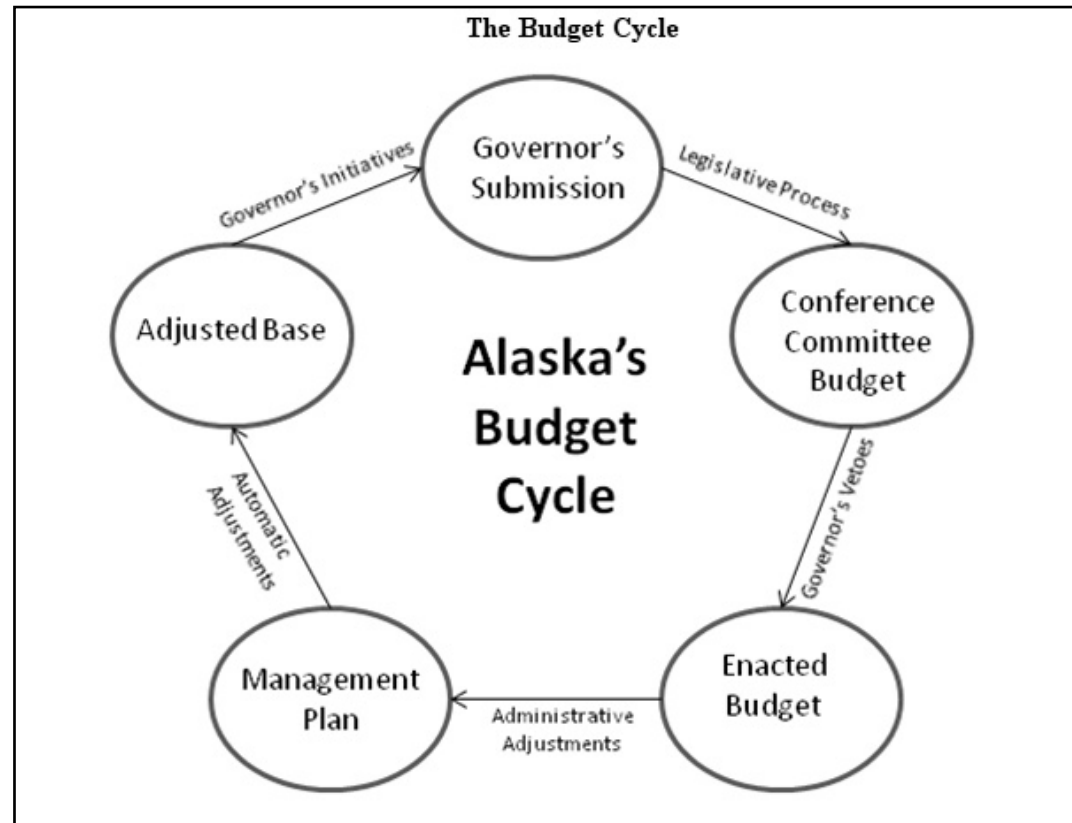 The Budget Cycle
Governor's
Submission
Governor's Initiatives
Legislative Process
Adjusted Base
Conference
Committee
Budget
Alaska's
Budget
Cycle
Automatic
Adjustments
Governor's Vetoes
Management
Plan
Administrative
Adjustments
Enacted
Budget